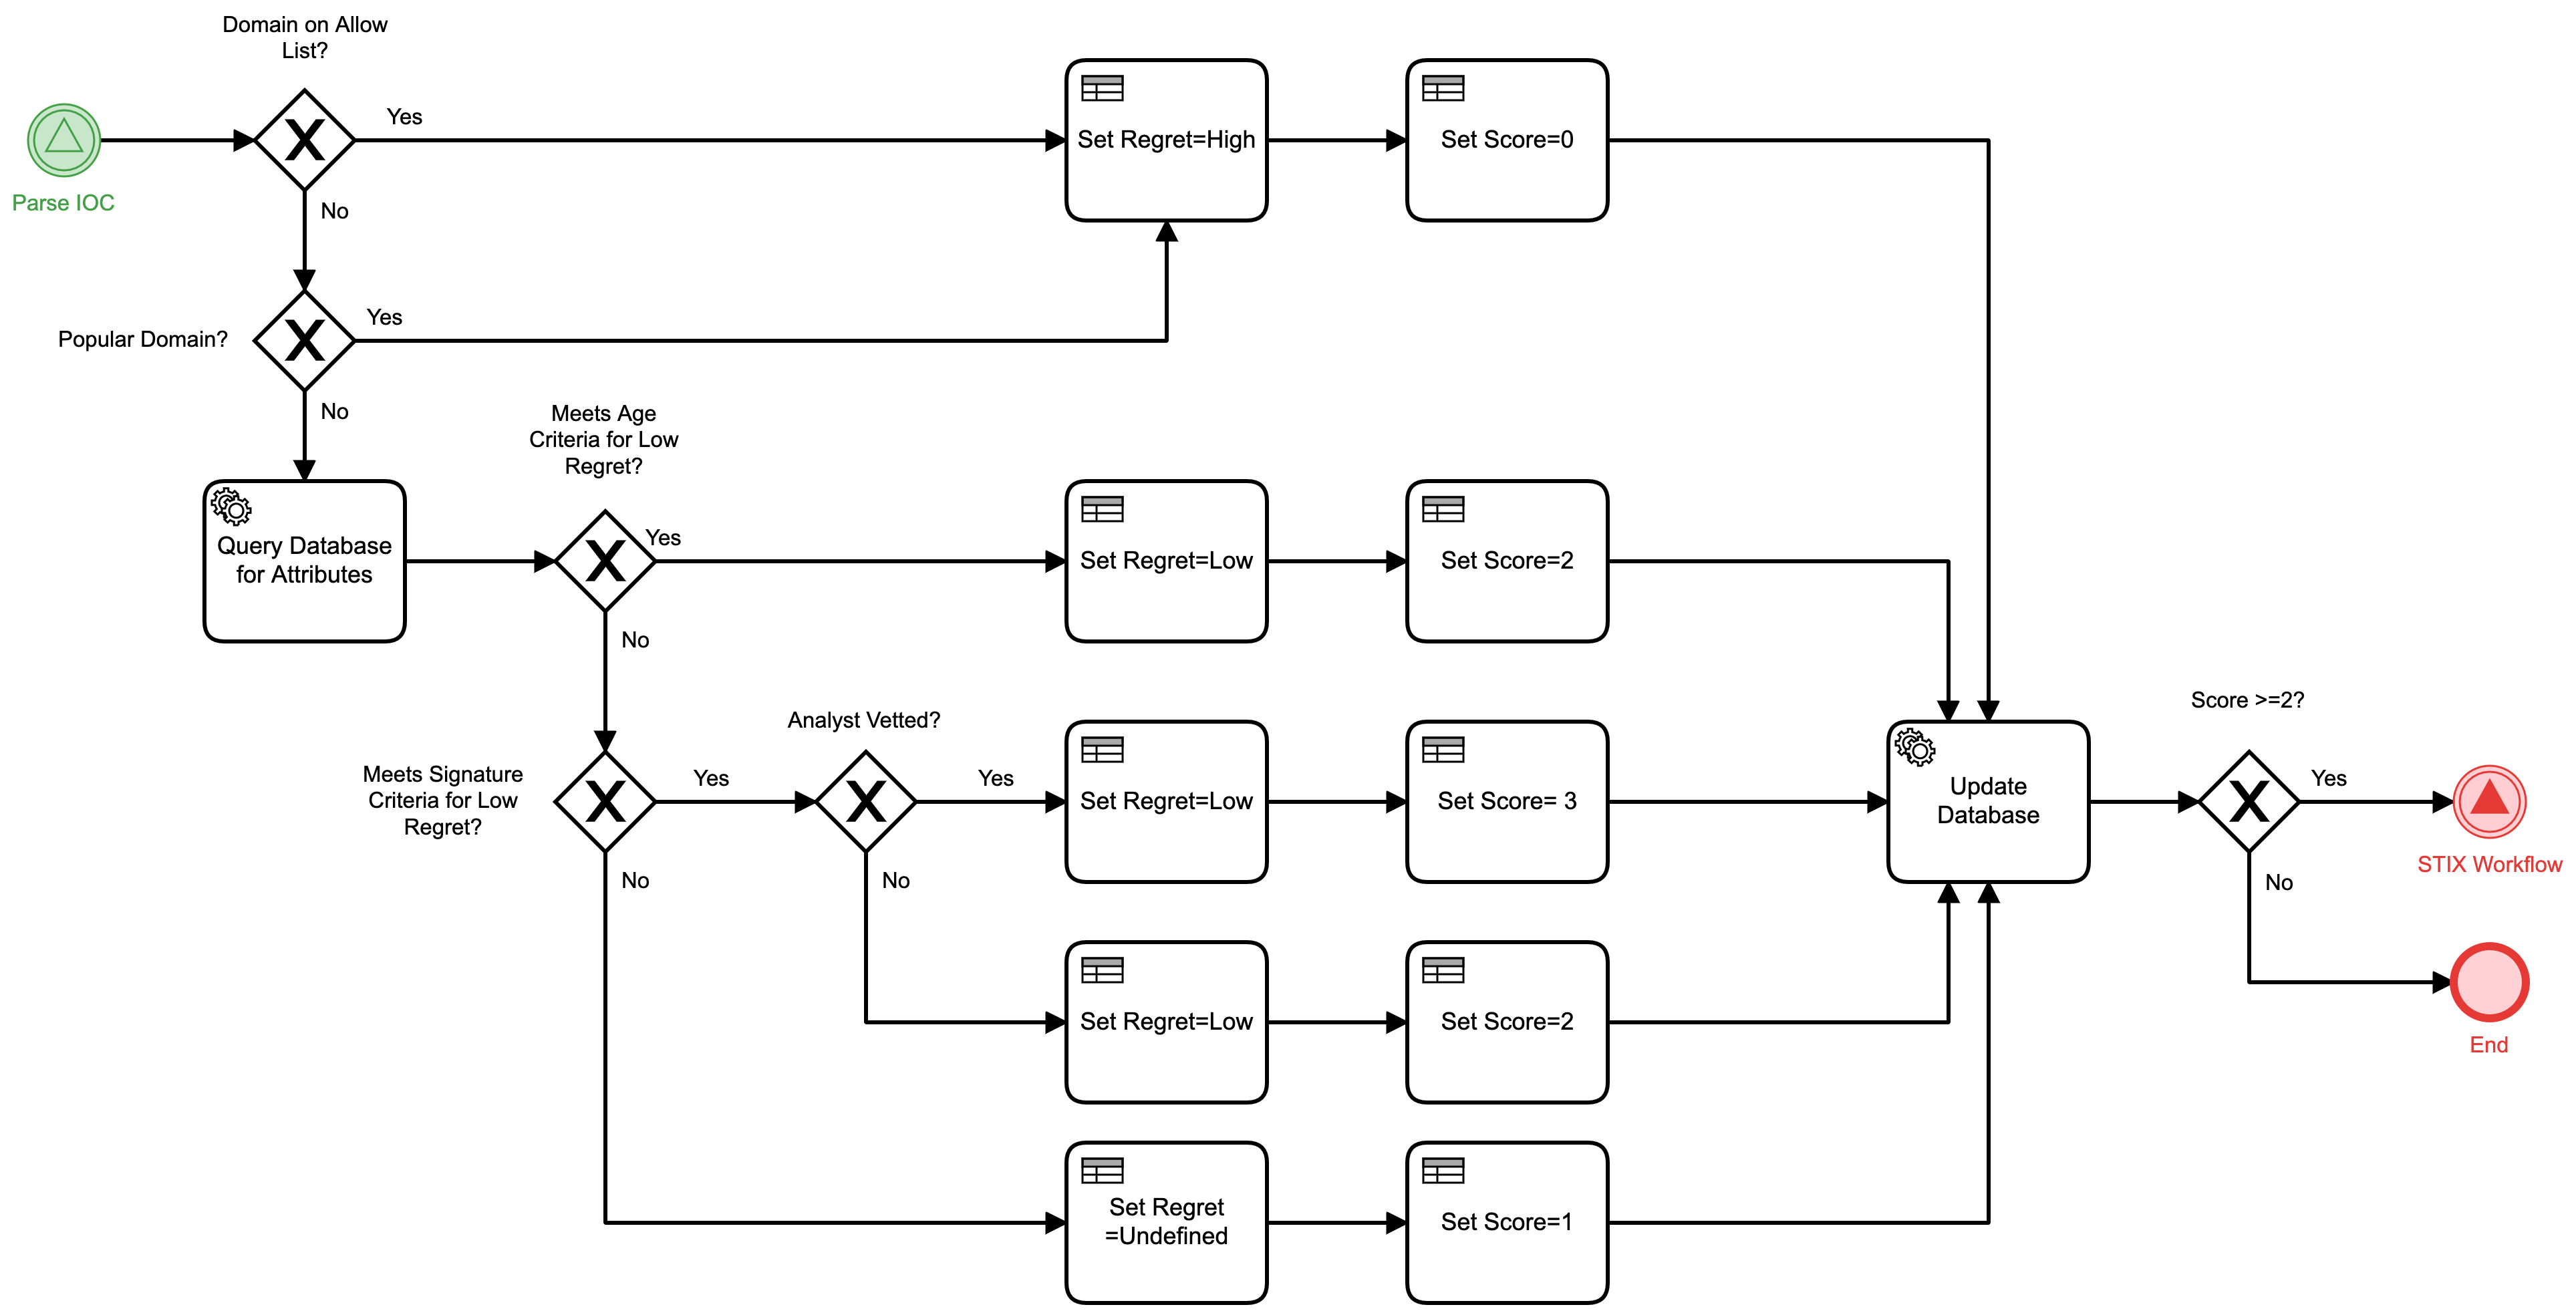 Domain on Allow
List?
Yes
Set Regret=High
Set Score=0
Parse IOC
No
Popular Domain?
Yes
No
Meets Age
Criteria for Low
Regret?
Query Database
for Attributes
Yes
Set Regret=Low
Set Score=2
No
Meets Signature
Criteria for Low
Regret?
Yes
Analyst Vetted?
Yes
Set Regret=Low
Set Score= 3
Update
Database
Score >=2?
Yes
STIX Workflow
No
End
No
Set Regret=Low
Set Score=2
No
Set Regret
=Undefined
Set Score=1